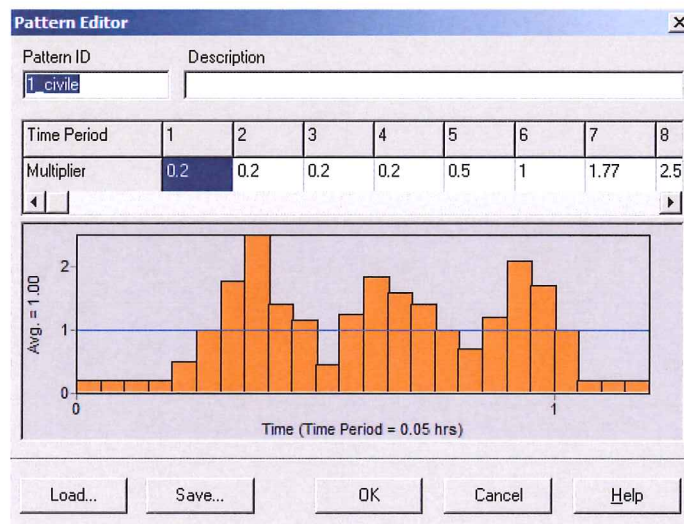 Pattern Editor
Pattern ID Description
1_civile
Time Period 1 2 3 4 5 6 7 8
Multiplier 0.2 0.2 0.2 0.2 0.5 1 1.77 2.5
Avg. = 1.00
2
1
0
0 1
Time (Time Period = 0.05 hrs)
Load... Save... OK Cancel Help